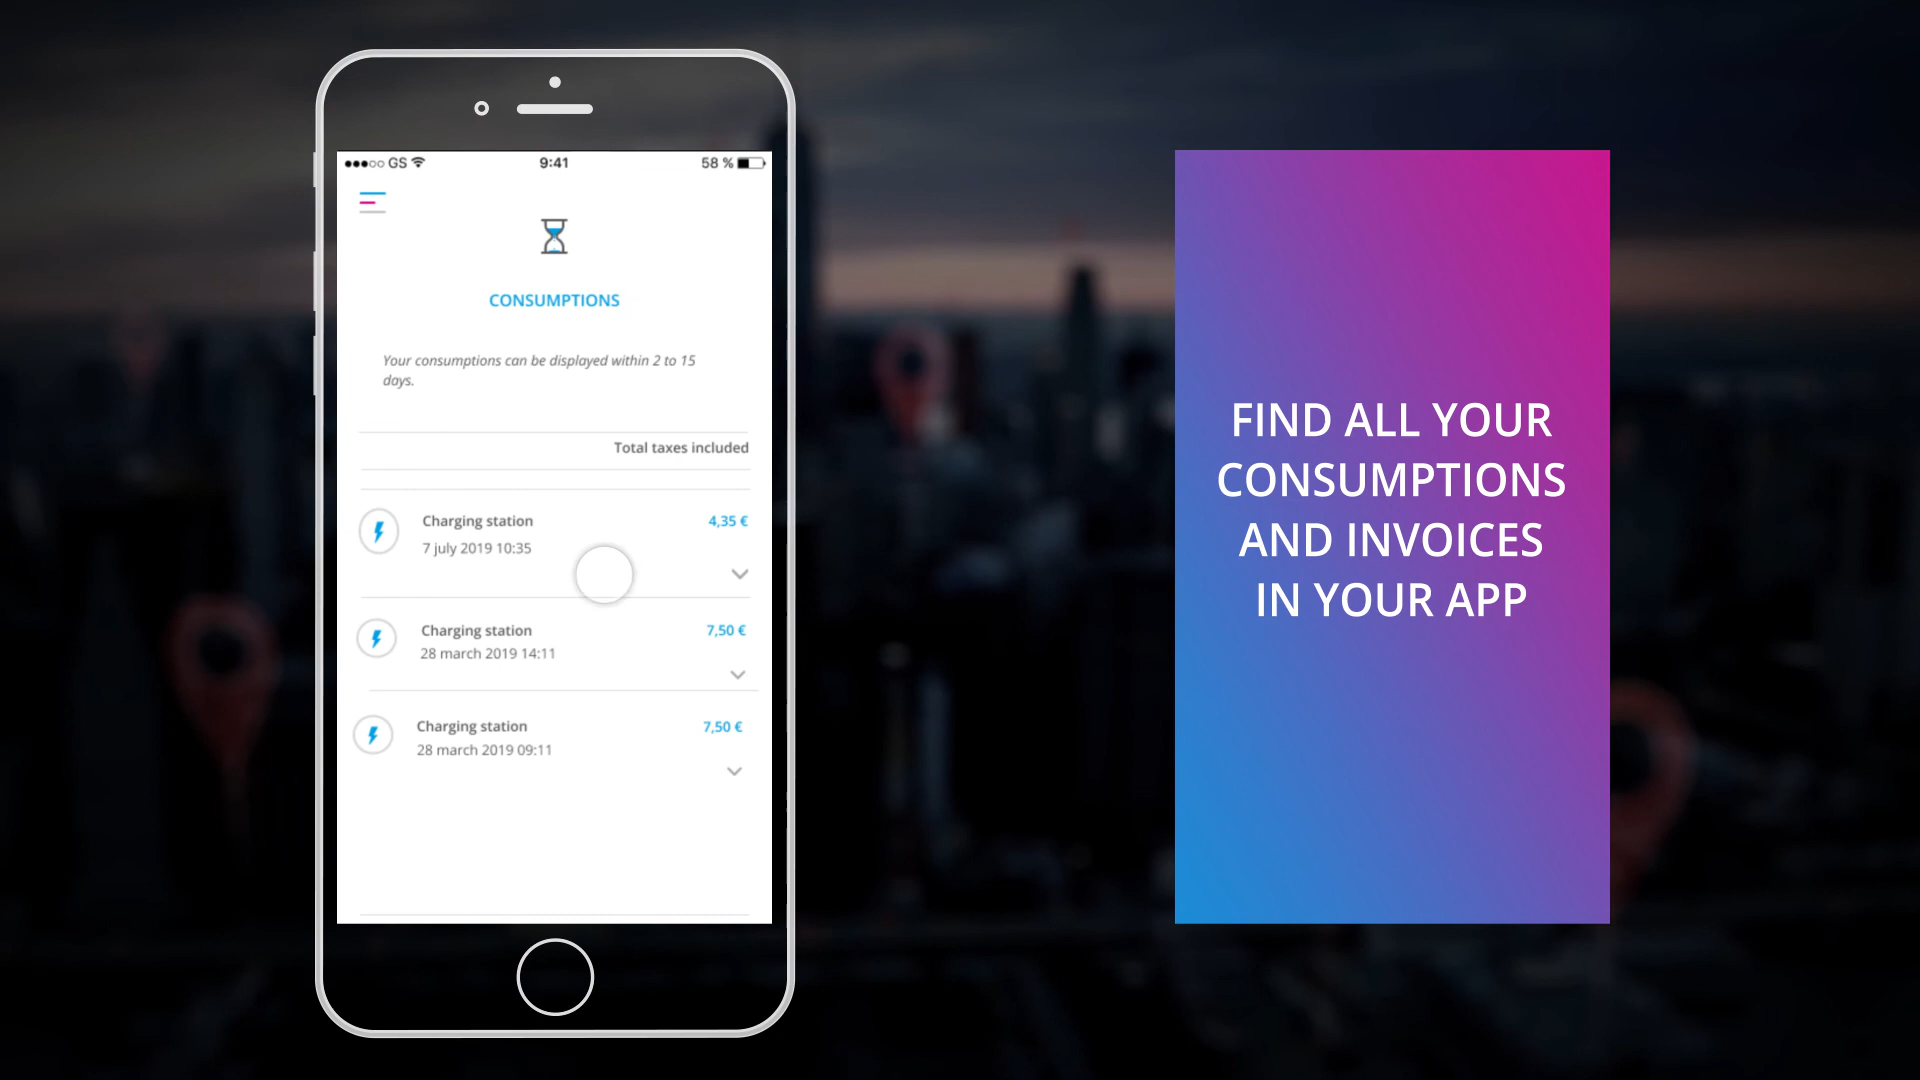 GS
9:41
58 %
CONSUMPTIONS
Your consumptions can be displayed within 2 to 15
days.
Total taxes included
Charging station
4,35 €
7 july 2019 10:35
Charging station
7,50 €
28 march 2019 14:11
Charging station
7,50 €
28 march 2019 09:11
FIND ALL YOUR
CONSUMPTIONS
AND INVOICES
IN YOUR APP